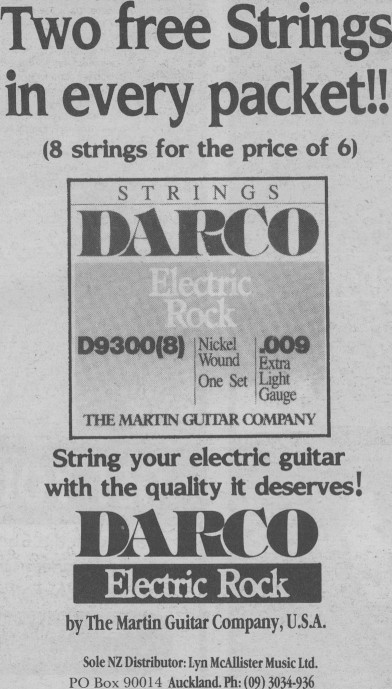 Two free Strings
in every packet!!
(8 strings for the price of 6)
STRINGS
DARCO
Electric
Rock
D9300(8)
Nickel
Wound
One Set
.009
Extra
Light
Gauge
THE MARTIN GUITAR COMPANY
String your electric guitar
with the quality it deserves!
DARCO
Electric Rock
by The Martin Guitar Company, U.S.A.
Sole NZ Distributor: Lyn McAllister Music Ltd.
PO Box 90014 Auckland. Ph: (09) 3034-936